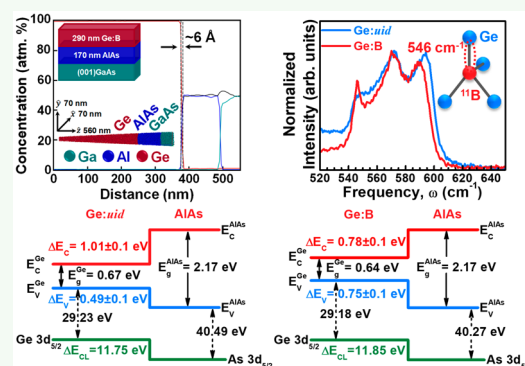 Concentration (atm. %)
100
80
60
40
20
0
290 nm Ge:B
170 nm AlAs
(001)GaAs
~6 Å
ŷ 70 nm
x̂ 70 nm
ẑ 560 nm
Ge
AlAs
GaAs
Ga Al Ge
0 100 200 300 400 500
Distance (nm)
Normalized
Intensity (arb. units)
Ge:uid
Ge:B
546 cm⁻¹
Ge
¹¹B
520 540 560 580 600 625 640
Frequency, ω (cm⁻¹)
Ge:uid AlAs
E_C^AlAs
ΔE_C= 1.01±0.1 eV
E_C^Ge
E_g^Ge= 0.67 eV
E_g^AlAs= 2.17 eV
E_V^Ge
ΔE_V=0.49±0.1 eV
E_V^AlAs
29.23 eV
40.49 eV
Ge 3d_5/2
ΔE_CL=11.75 eV
As 3d_5/2
Ge:B AlAs
E_C^AlAs
ΔE_C= 0.78±0.1 eV
E_C^Ge
E_g^Ge= 0.64 eV
E_g^AlAs= 2.17 eV
E_V^Ge
ΔE_V=0.75±0.1 eV
E_V^AlAs
29.18 eV
40.27 eV
Ge 3d_5/2
ΔE_CL=11.85 eV
As 3d_5/2